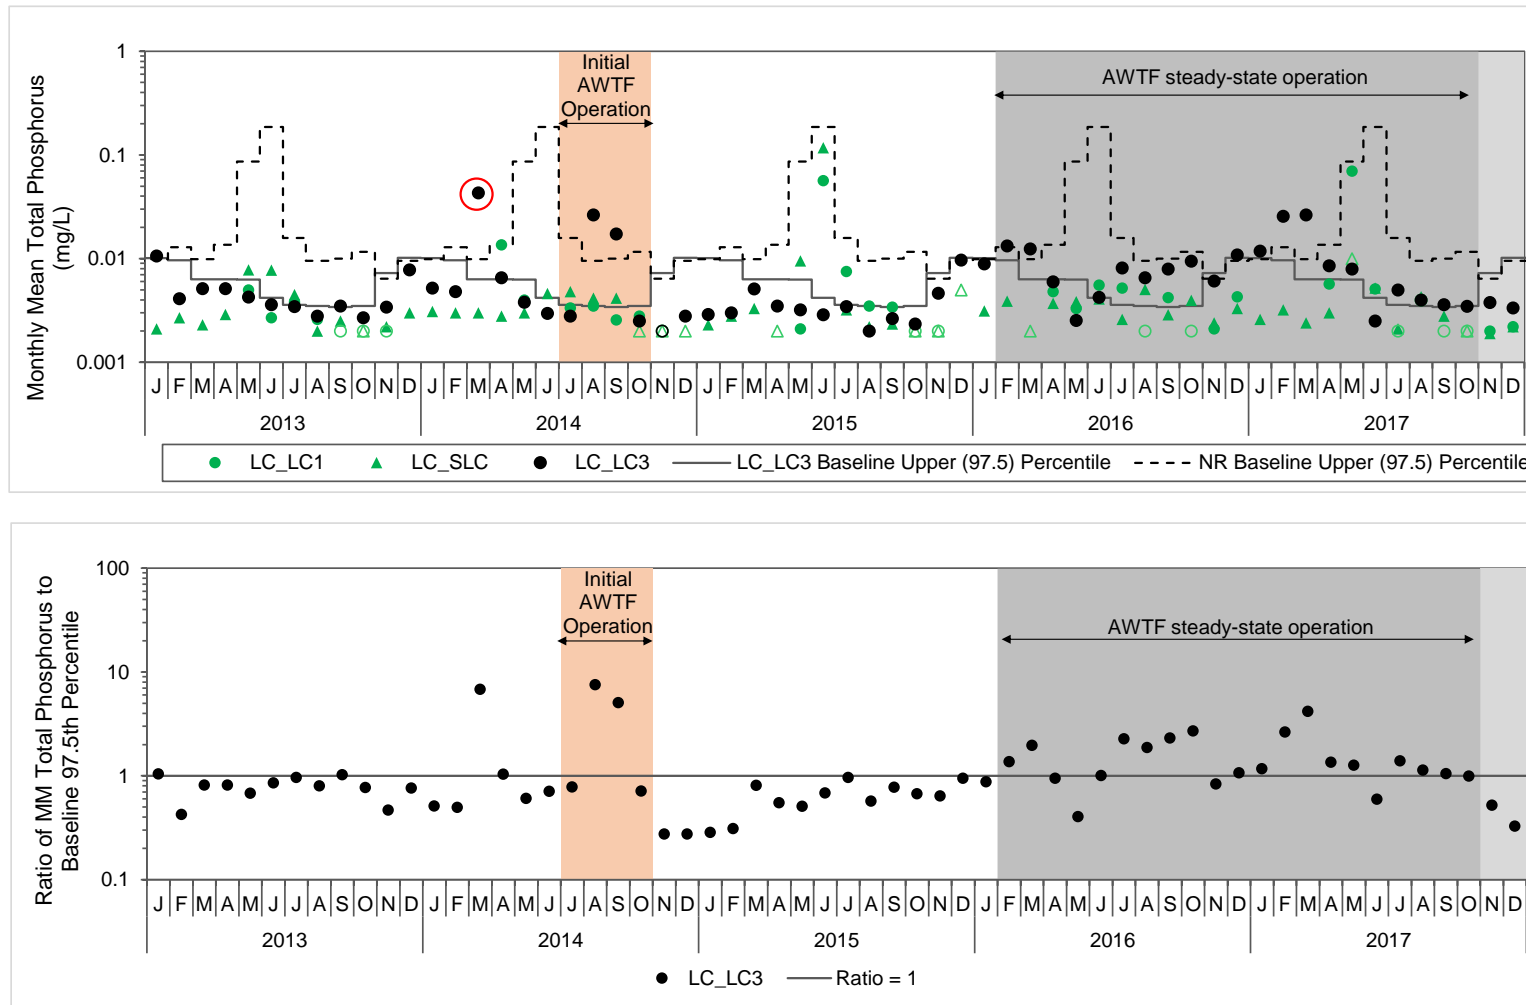 Monthly Mean Total Phosphorus
(mg/L)
1
0.1
0.01
0.001
Initial
AWTF
Operation
AWTF steady-state operation
J F M A M J J A S O N D J F M A M J J A S O N D J F M A M J J A S O N D J F M A M J J A S O N D J F M A M J J A S O N D
2013 2014 2015 2016 2017
LC_LC1 LC_SLC LC_LC3 LC_LC3 Baseline Upper (97.5) Percentile NR Baseline Upper (97.5) Percentile
Ratio of MM Total Phosphorus to
Baseline 97.5th Percentile
100
10
1
0.1
Initial
AWTF
Operation
AWTF steady-state operation
J F M A M J J A S O N D J F M A M J J A S O N D J F M A M J J A S O N D J F M A M J J A S O N D J F M A M J J A S O N D
2013 2014 2015 2016 2017
LC_LC3 Ratio = 1